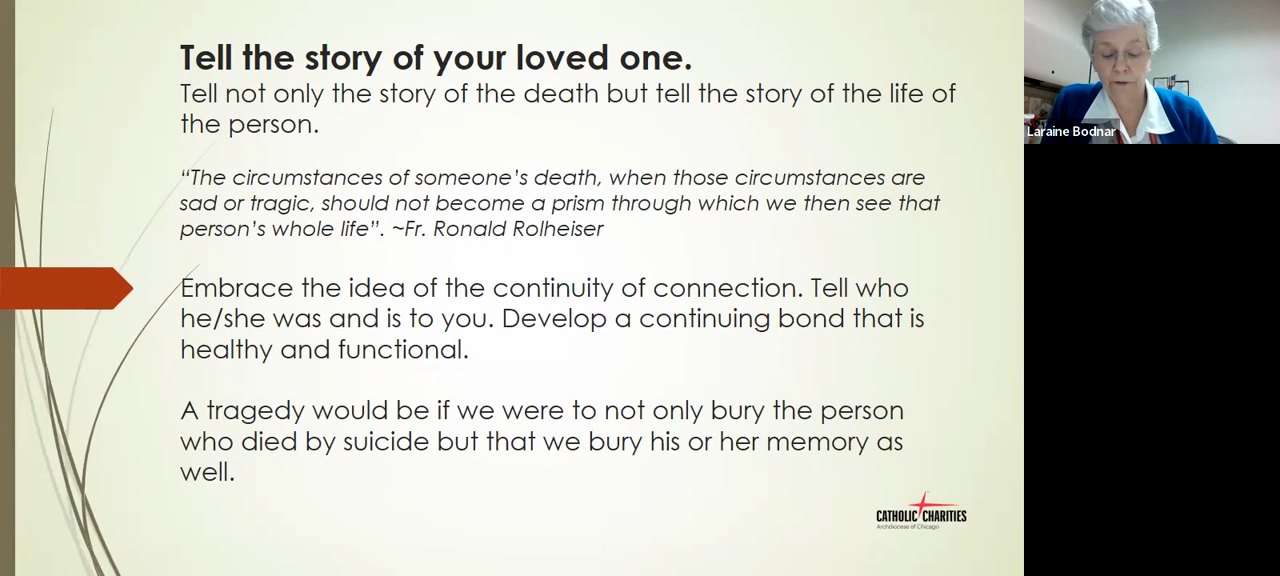 Tell the story of your loved one.
Tell not only the story of the death but tell the story of the life of
the person.
“The circumstances of someone’s death, when those circumstances are
sad or tragic, should not become a prism through which we then see that
person’s whole life”. ~Fr. Ronald Rolheiser
Embrace the idea of the continuity of connection. Tell who
he/she was and is to you. Develop a continuing bond that is
healthy and functional.
A tragedy would be if we were to not only bury the person
who died by suicide but that we bury his or her memory as
well.
CATHOLIC CHARITIES
Archdiocese of Chicago
Laraine Bodnar